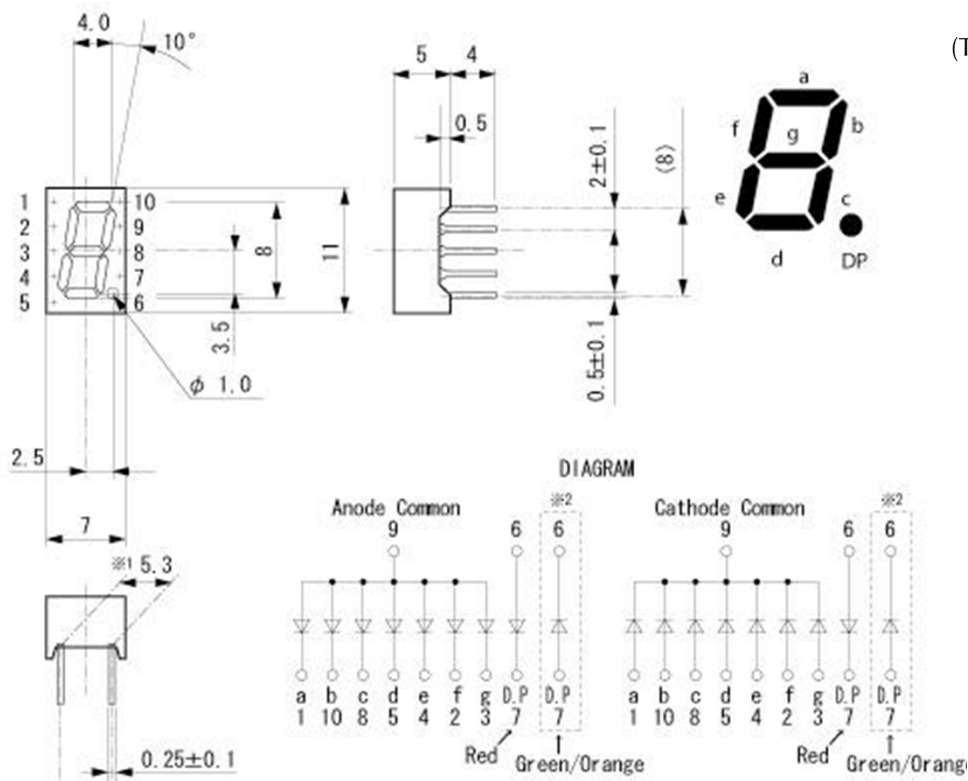 4.0
10°
5 4
(T
a
0.5
f b
g
2±0.1
(8)
1 10
2 9
3 8
4 7
5 6
8
11
e c
d DP
3.5
0.5±0.1
φ 1.0
2.5
DIAGRAM
7
Anode Common
※2
Cathode Common
※2
9 6 6
9 6 6
※1 5.3
a b c d e f g D.P D.P
1 10 8 5 4 2 3 7 7
a b c d e f g D.P D.P
1 10 8 5 4 2 3 7 7
Red
Green/Orange
Red
Green/Orange
0.25±0.1